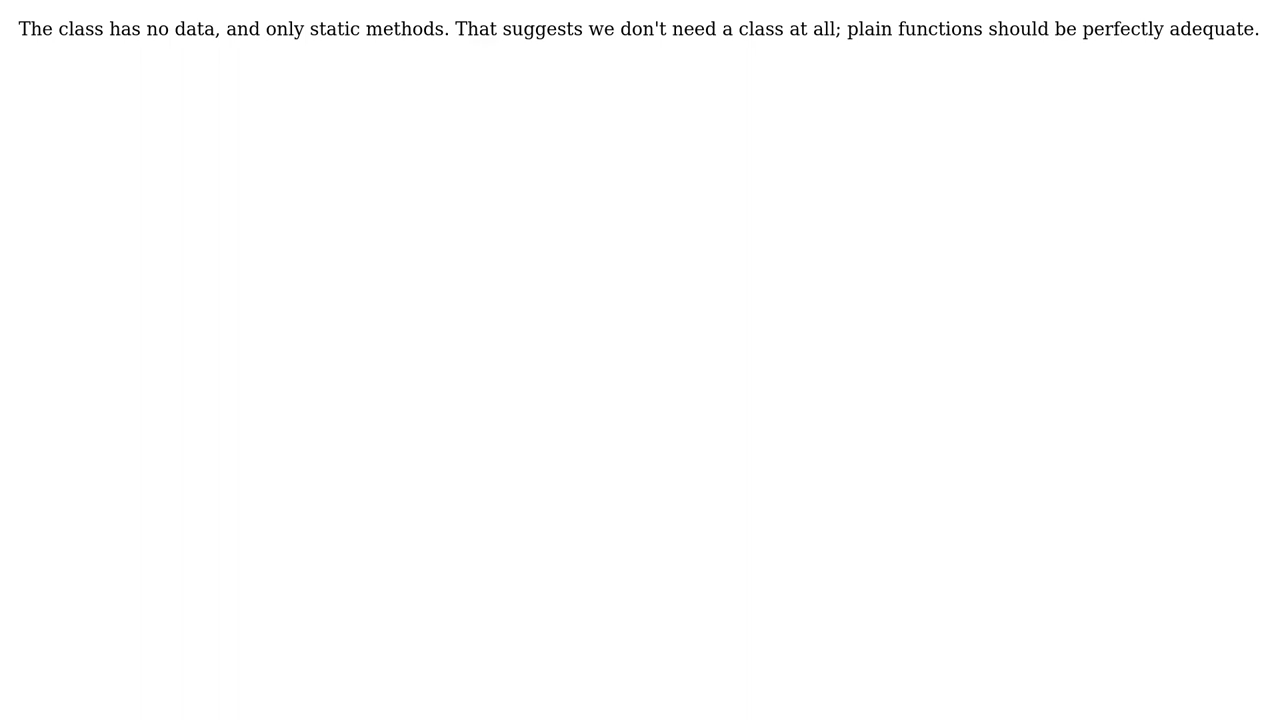 The class has no data, and only static methods. That suggests we don't need a class at all; plain functions should be perfectly adequate.